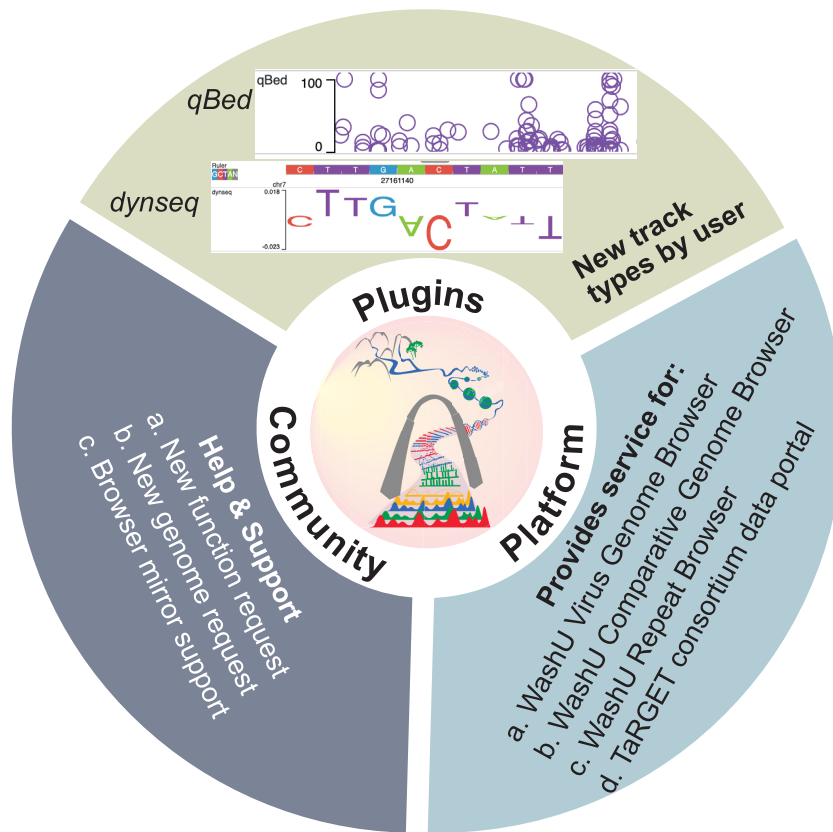 qBed
qBed
100
0
Ruler
GCTAN
C T T G A C T A T T
chr7
27161140
dynseq
dynseq
0.018
-0.023
C T T G A C T A T T
New track
types by user
Plugins
Community
Platform
Help & Support
a. New function request
b. New genome request
c. Browser mirror support
Provides service for:
a. WashU Virus Genome Browser
b. WashU Comparative Genome Browser
c. WashU Repeat Browser
d. TaRGET consortium data portal